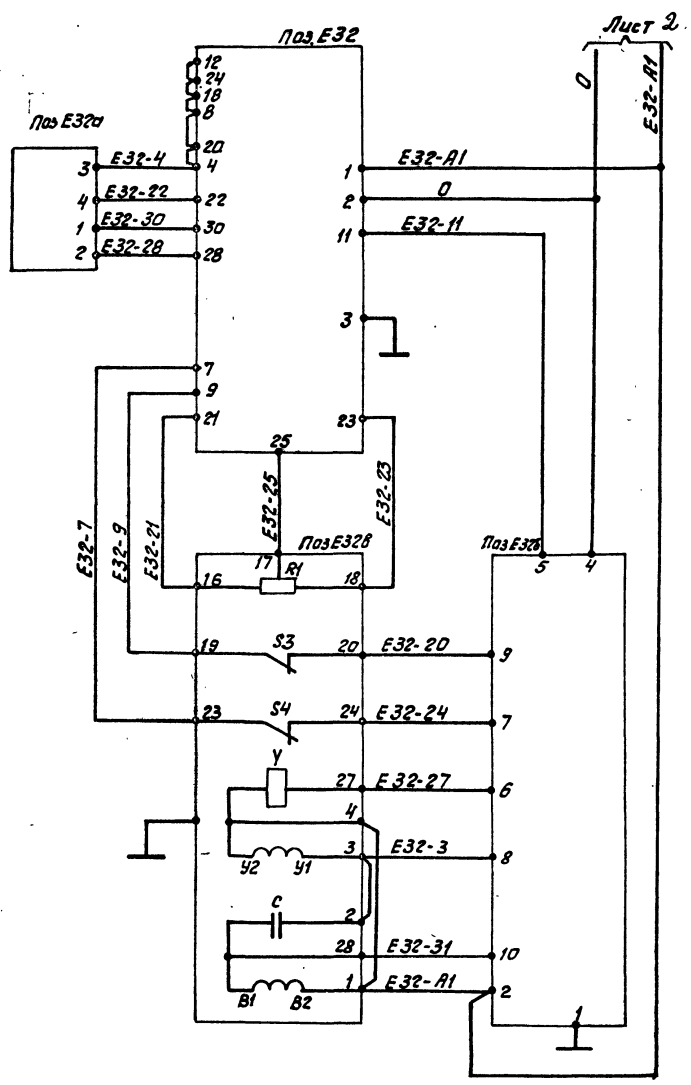 Лист 2
Поз. Е32
0
Е32-А1
12
24
18
8
20
4
Поз Е32а
3 Е32-4
4 Е32-22 22
1 Е32-30 30
2 Е32-28 28
1 Е32-А1
2 0
11 Е32-11
3
7
9
21
23
25
Е32-7
Е32-9
Е32-21
Е32-25
Е32-23
Поз Е32в
Поз Е32б
17
R1
16
18
5
4
19
S3
20 Е32-20 9
23
S4
24 Е32-24 7
Y
27 Е32-27 6
4
3 Е32-3 8
У2 У1
С
2
28 Е32-31 10
1 Е32-А1 2
В1 В2
1